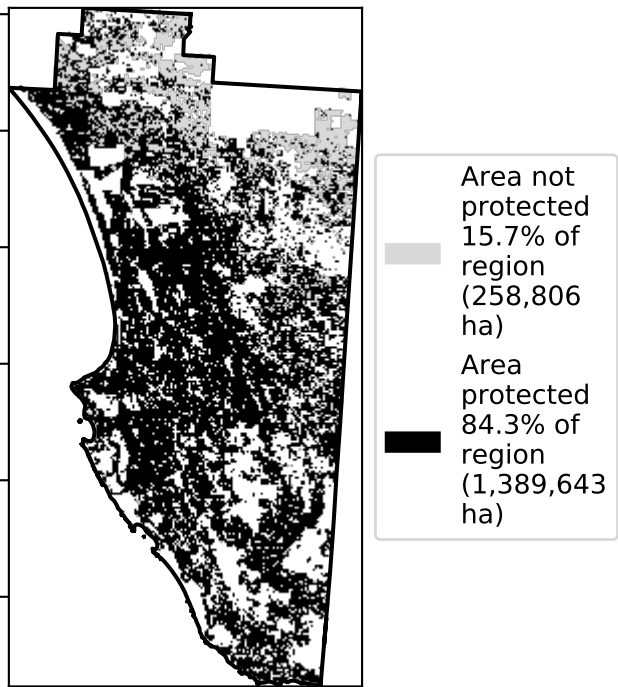 Area not
protected
15.7% of
region
(258,806
ha)
Area
protected
84.3% of
region
(1,389,643
ha)